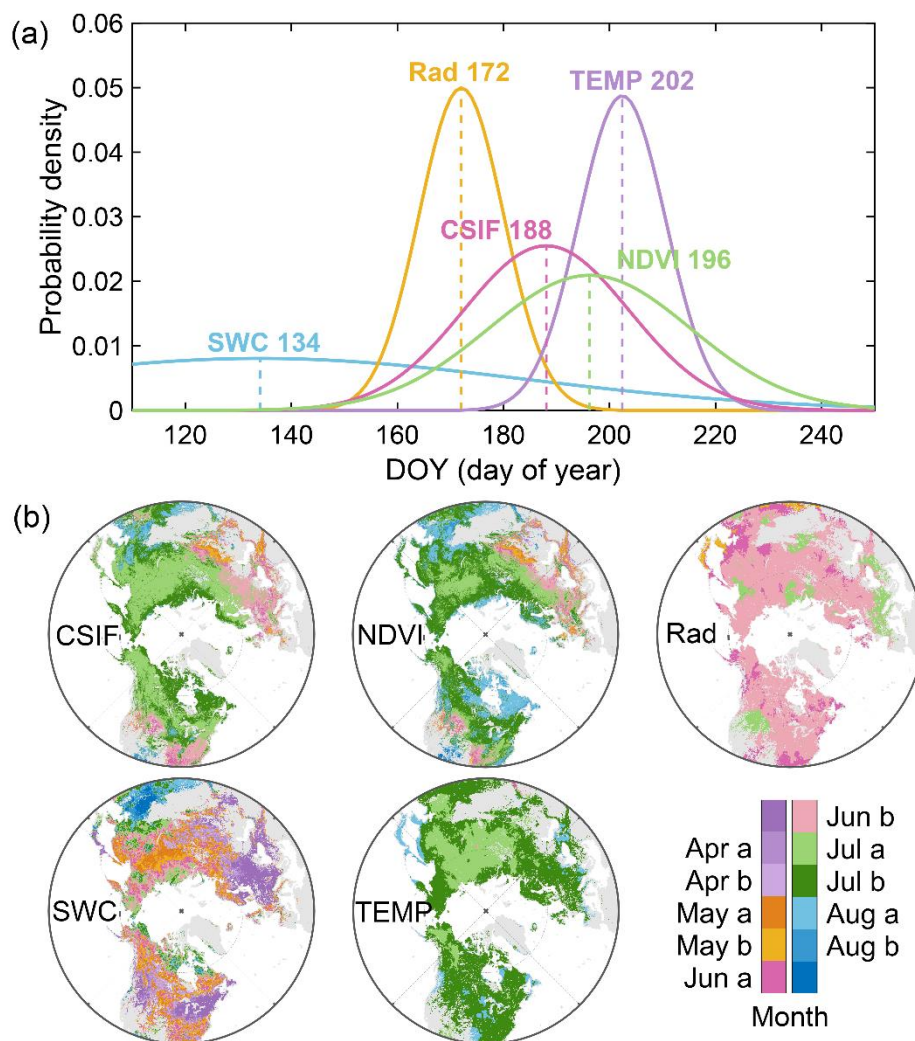 (a)
0.06
0.05
0.04
0.03
0.02
0.01
0
Probability density
Rad 172
TEMP 202
CSIF 188
NDVI 196
SWC 134
120 140 160 180 200 220 240
DOY (day of year)
(b)
CSIF
NDVI
Rad
SWC
TEMP
Apr a
Apr b
May a
May b
Jun a
Jun b
Jul a
Jul b
Aug a
Aug b
Month